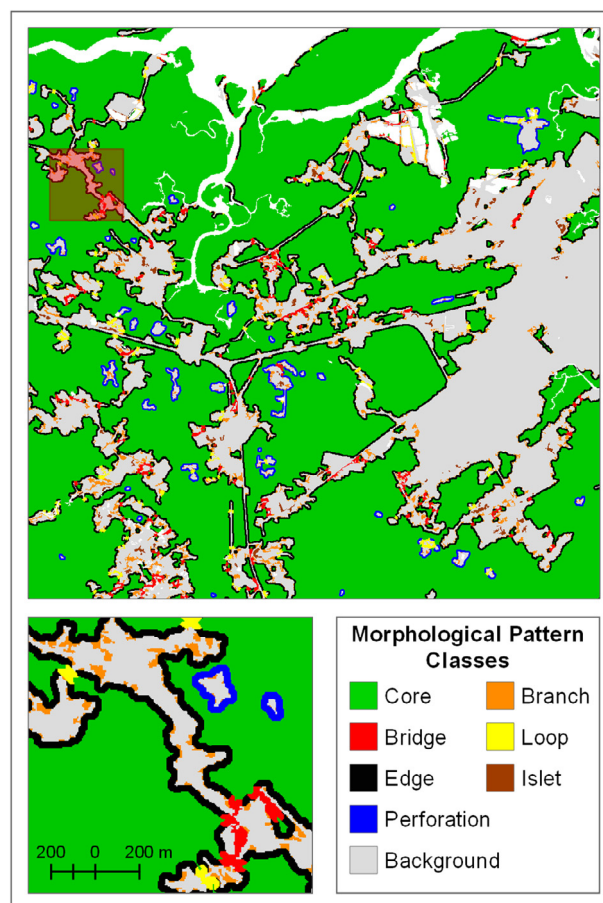 Morphological Pattern
Classes
Core
Branch
Bridge
Loop
Edge
Islet
Perforation
Background
200 0 200 m